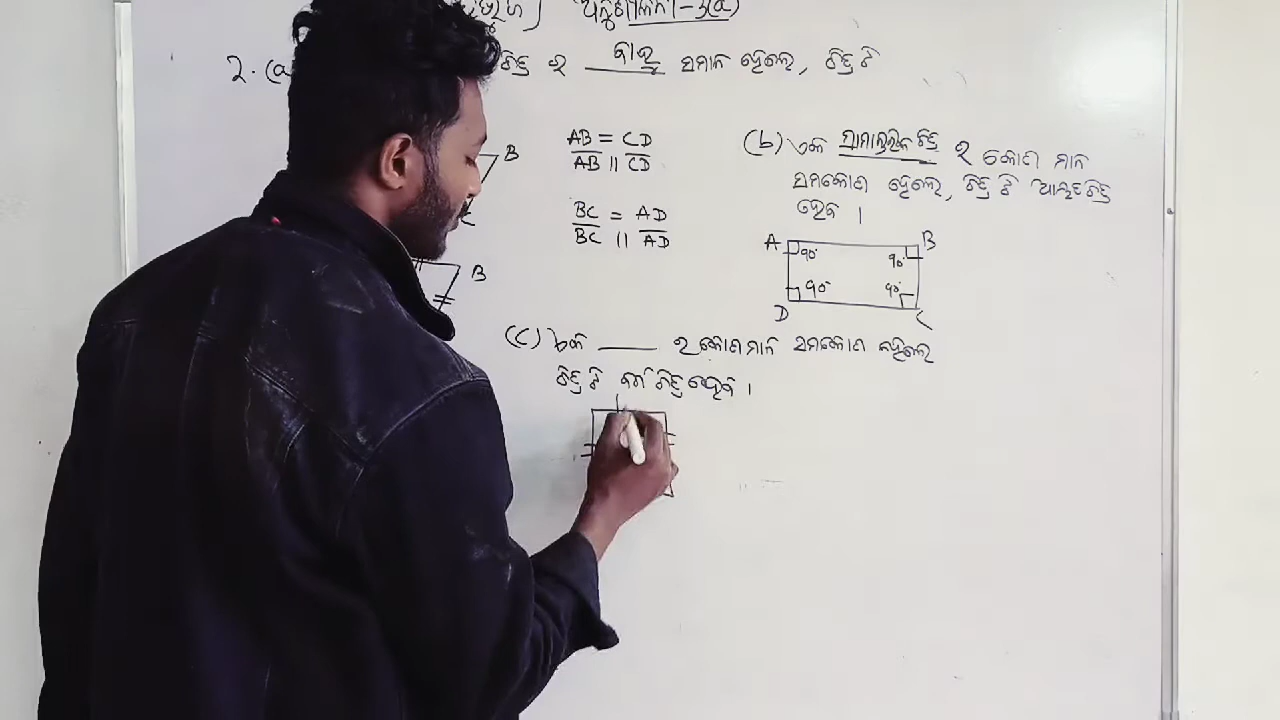 ଅନୁଶୀଳନୀ - 3(a)
2. (a ଚିତ୍ର ର ବାହୁ ସମାନ ହେଲେ, ଚିତ୍ର ଟି
B
AB = CD
AB || CD
BC = AD
BC || AD
B
(b) ଏକ ସାମାନ୍ତରିକ ଚିତ୍ର ର କୋଣ ମାନ
ସମକୋଣ ହେଲେ, ଚିତ୍ର ଟି ଆୟତଚିତ୍ର
ହେବ ।
A 90° 90° B
D 90° 90° C
(c) ଏକ ____ ର କୋଣମାନ ସମକୋଣ ନହେଲେ
ଚିତ୍ର ଟି ବର୍ଗ ଚିତ୍ର ହେବ ।